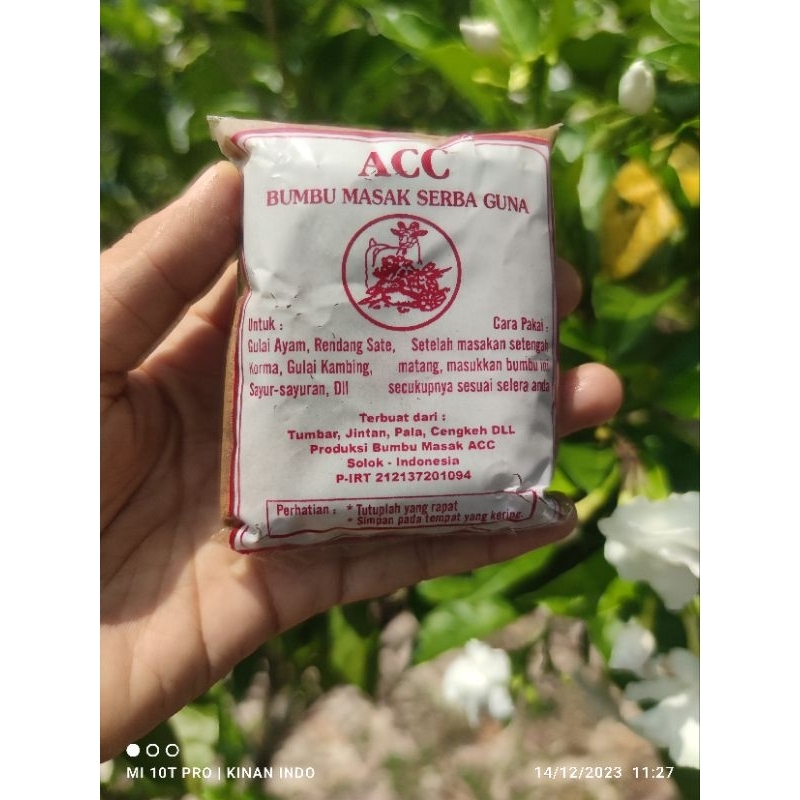 ACC
BUMBU MASAK SERBA GUNA
Untuk :
Gulai Ayam, Rendang Sate,
Korma, Gulai Kambing,
Sayur-sayuran, Dll
Cara Pakai :
Setelah masakan setengah
matang, masukkan bumbu ini
secukupnya sesuai selera anda
Terbuat dari :
Tumbar, Jintan, Pala, Cengkeh DLL
Produksi Bumbu Masak ACC
Solok - Indonesia
P-IRT 212137201094
Perhatian : * Tutuplah yang rapat
* Simpan pada tempat yang kering.
MI 10T PRO | KINAN INDO
14/12/2023 11:27